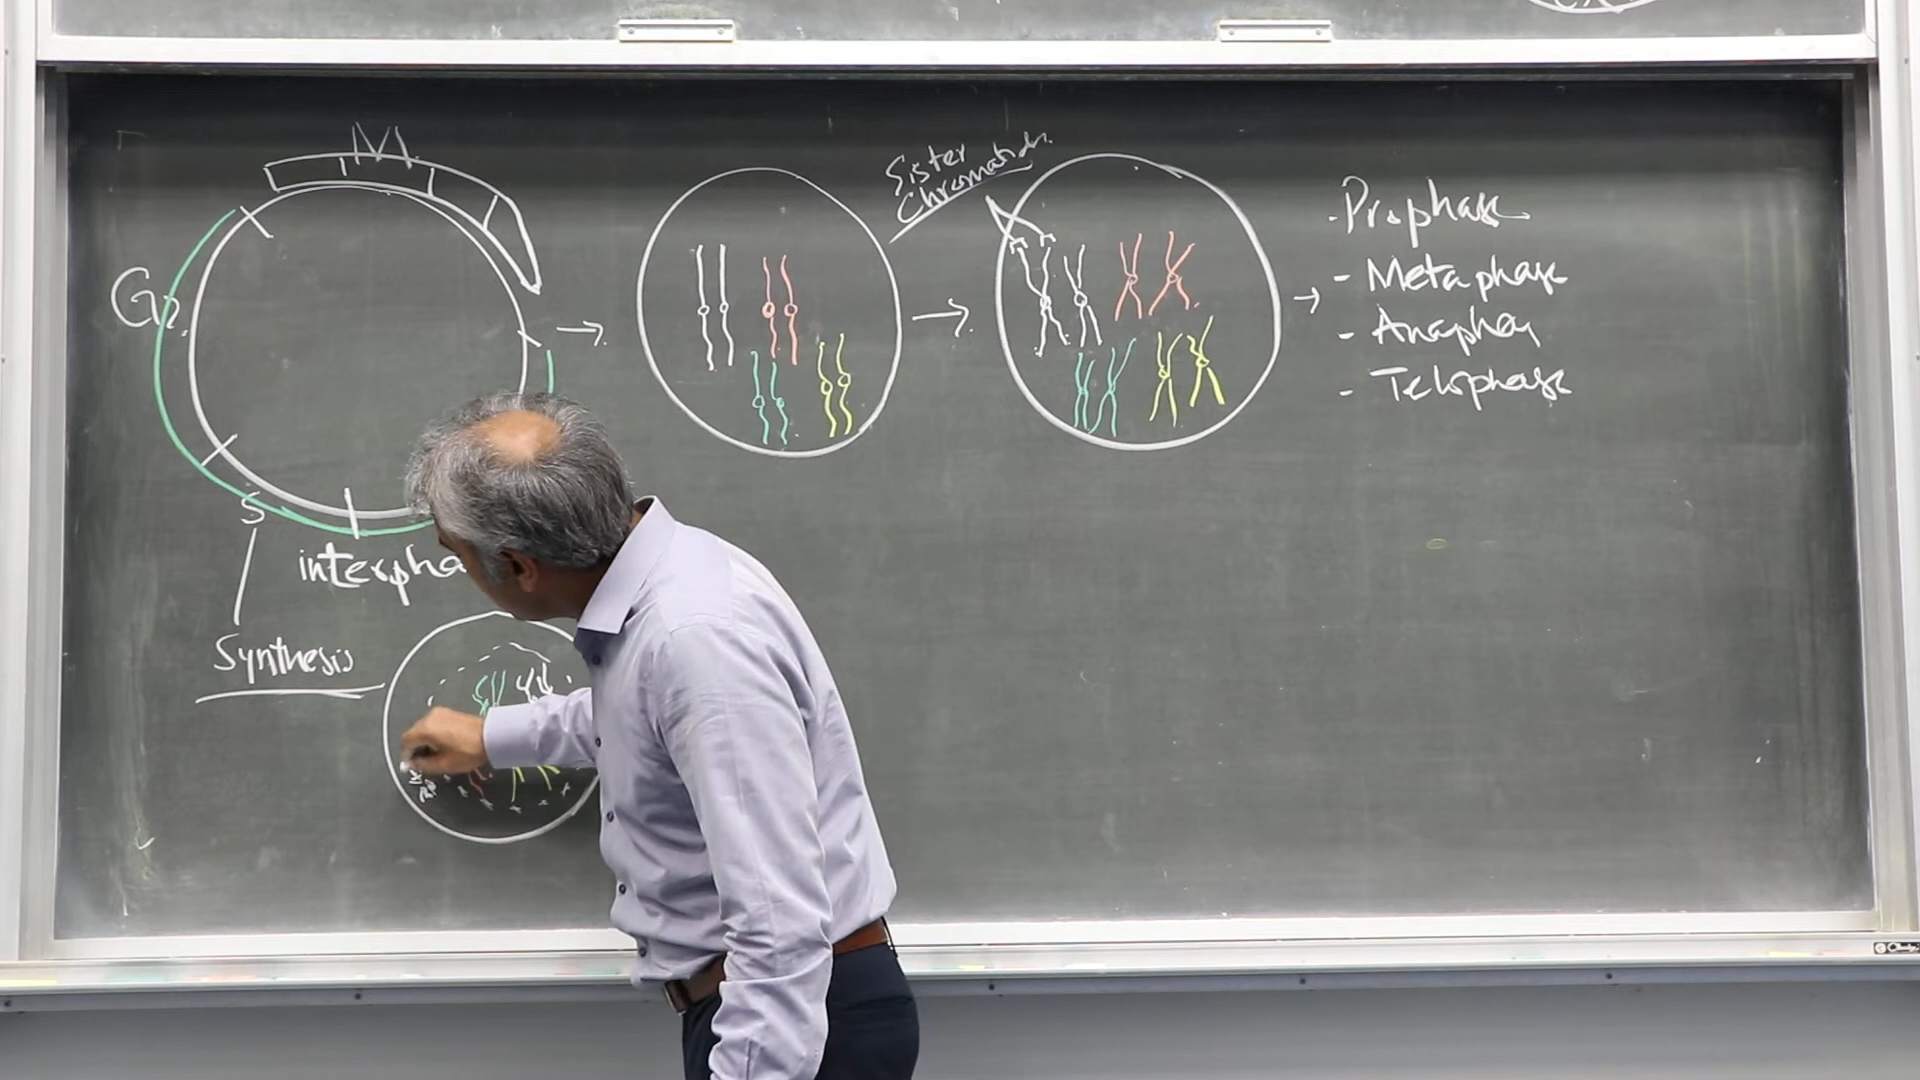 M
G2.
S
interpha
Synthesis
Sister
Chromatids.
- Prophase
- Metaphase
- Anaphase
- Telophase